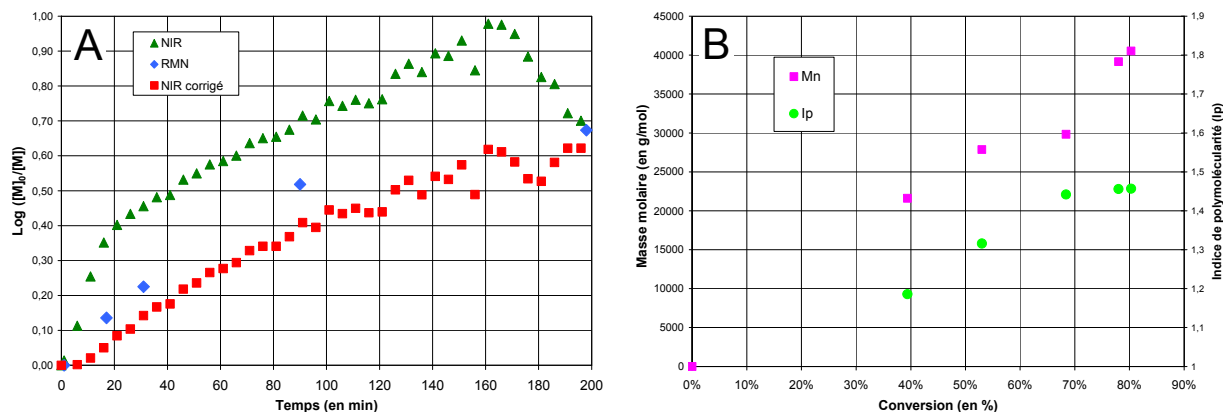 A
NIR
RMN
NIR corrigé
Log ([M]₀/[M])
1,00
0,90
0,80
0,70
0,60
0,50
0,40
0,30
0,20
0,10
0,00
0 20 40 60 80 100 120 140 160 180 200
Temps (en min)
B
Mn
Ip
Masse molaire (en g/mol)
45000
40000
35000
30000
25000
20000
15000
10000
5000
0
Indice de polymolécularité (Ip)
1,9
1,8
1,7
1,6
1,5
1,4
1,3
1,2
1,1
1
0% 10% 20% 30% 40% 50% 60% 70% 80% 90%
Conversion (en %)